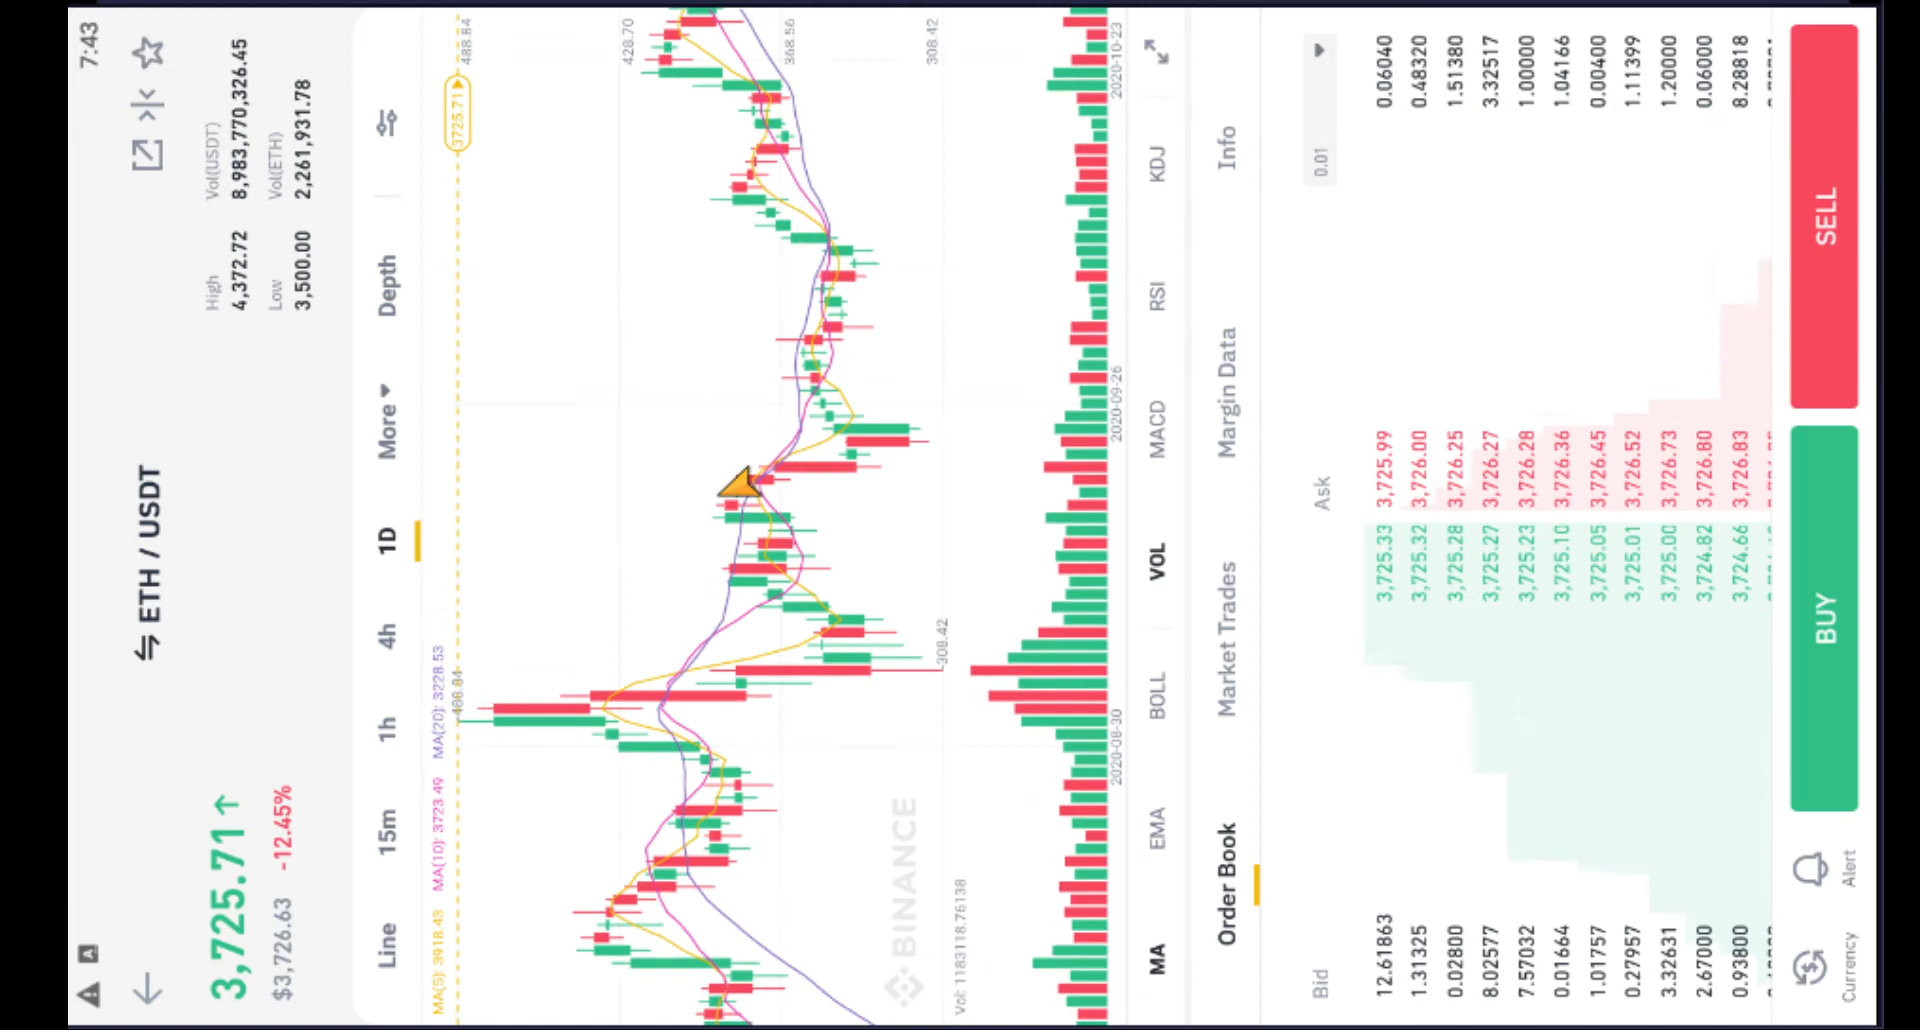 7:43
A
ETH / USDT
3,725.71↑
$3,726.63 -12.45%
High
4,372.72
Vol(USDT)
8,983,770,326.45
Low
3,500.00
Vol(ETH)
2,261,931.78
Line 15m 1h 4h 1D More Depth
MA(5): 3918.43 MA(10): 3723.49 MA(20): 3228.53
488.84
3725.71
488.84
428.70
368.56
308.42
308.42
BINANCE
Vol: 1183118.76138
2020-08-30 2020-09-26 2020-10-23
MA EMA BOLL VOL MACD RSI KDJ
Order Book Market Trades Margin Data Info
Bid Ask 0.01
12.61863 3,725.33 3,725.99 0.06040
1.31325 3,725.32 3,726.00 0.48320
0.02800 3,725.28 3,726.25 1.51380
8.02577 3,725.27 3,726.27 3.32517
7.57032 3,725.23 3,726.28 1.00000
0.01664 3,725.10 3,726.36 1.04166
1.01757 3,725.05 3,726.45 0.00400
0.27957 3,725.01 3,726.52 1.11399
3.32631 3,725.00 3,726.73 1.20000
2.67000 3,724.82 3,726.80 0.06000
0.93800 3,724.66 3,726.83 8.28818
Currency Alert BUY SELL